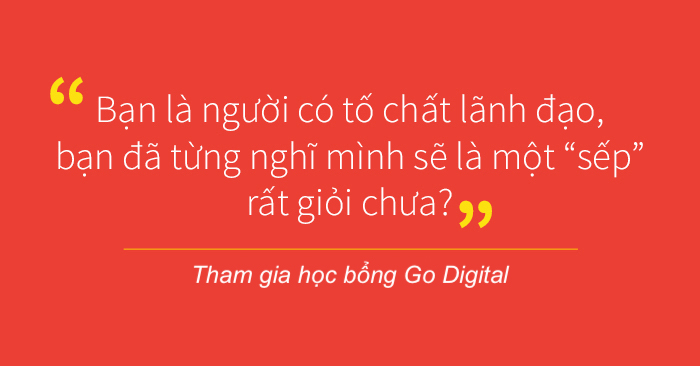 “Bạn là người có tố chất lãnh đạo,
bạn đã từng nghĩ mình sẽ là một “sếp”
rất giỏi chưa?”
Tham gia học bổng Go Digital